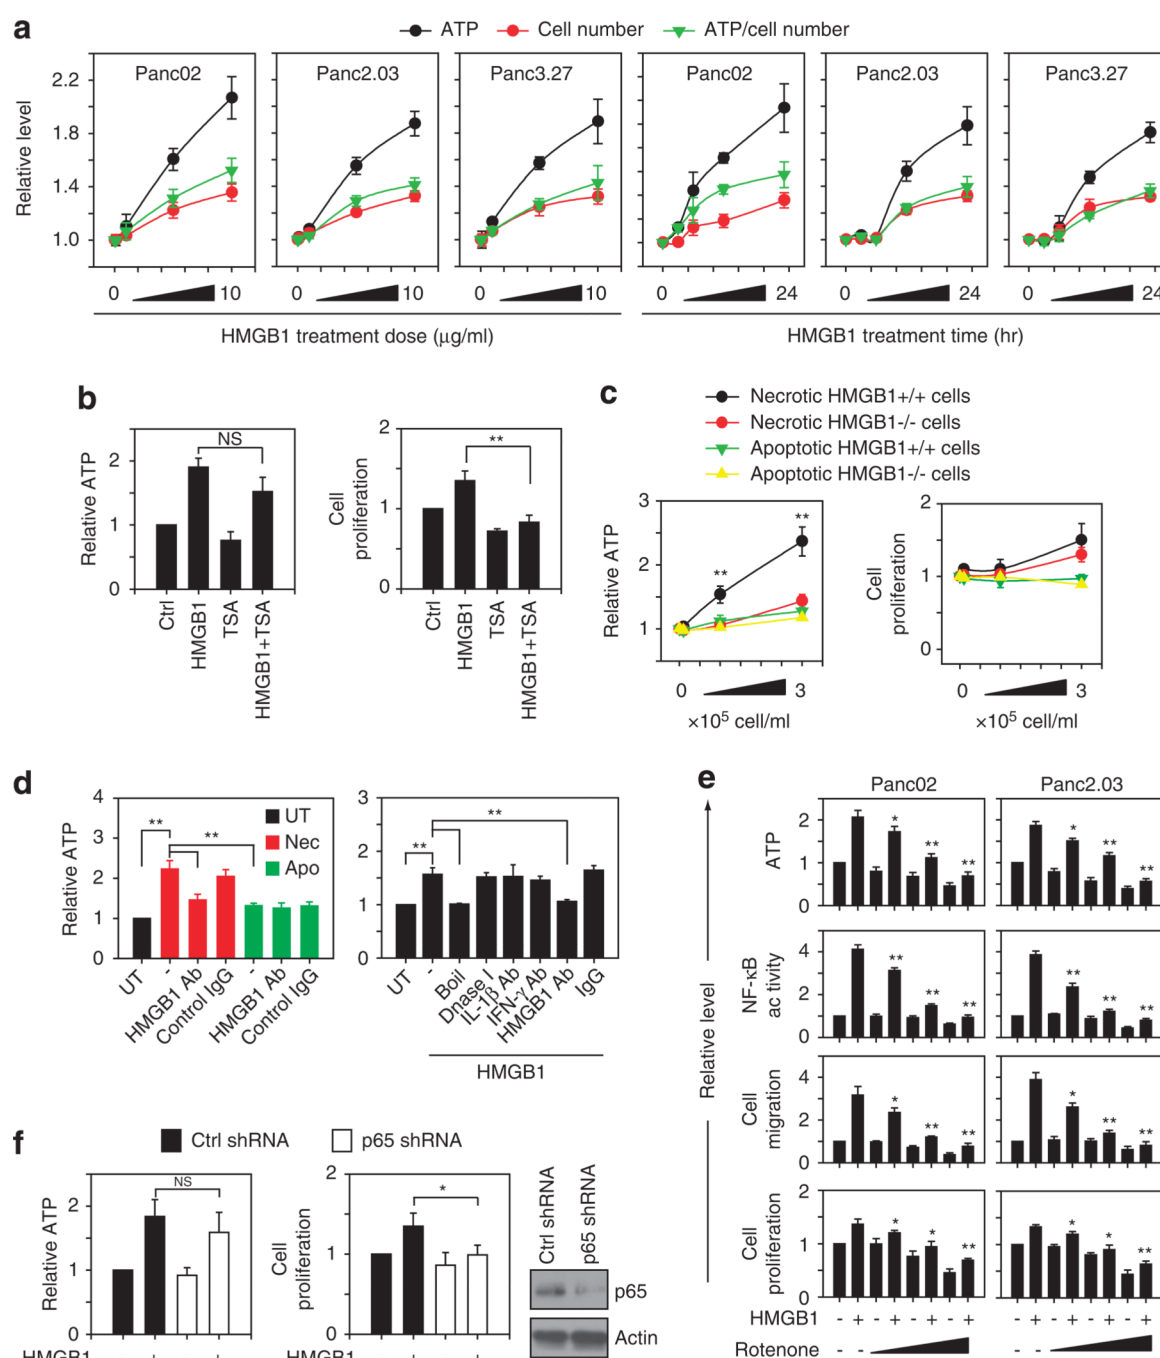 a
ATP Cell number ATP/cell number
Panc02 Panc2.03 Panc3.27 Panc02 Panc2.03 Panc3.27
Relative level
2.2
1.8
1.4
1.0
0 10 0 10 0 10 0 24 0 24 0 24
HMGB1 treatment dose (μg/ml) HMGB1 treatment time (hr)
b
Relative ATP
2
1
0
NS
Ctrl HMGB1 TSA HMGB1+TSA
Cell proliferation
2
1
0
**
Ctrl HMGB1 TSA HMGB1+TSA
c
Necrotic HMGB1+/+ cells
Necrotic HMGB1-/- cells
Apoptotic HMGB1+/+ cells
Apoptotic HMGB1-/- cells
Relative ATP
3
2
1
** **
0 3
×10⁵ cell/ml
Cell proliferation
2
1
0
0 3
×10⁵ cell/ml
d
Relative ATP
4
3
2
1
0
** **
UT
Nec
Apo
UT - HMGB1 Ab Control IgG - HMGB1 Ab Control IgG
3
2
1
0
** **
UT - Boil Dnase I IL-1β Ab IFN-γ Ab HMGB1 Ab IgG
HMGB1
e
Panc02 Panc2.03
Relative level
ATP
2
1
0
* ** ** * ** **
NF-κB ac tivity
4
2
0
** ** ** ** ** **
Cell migration
4
2
0
* ** ** * ** **
Cell proliferation
2
1
0
* * ** * * **
HMGB1 - + - + - + - + - + - + - + - +
Rotenone - - - -
f
Ctrl shRNA p65 shRNA
Relative ATP
2
1
0
NS
Cell proliferation
2
1
0
*
Ctrl shRNA p65 shRNA
p65
Actin
HMGB1 - + - + HMGB1 - + - +